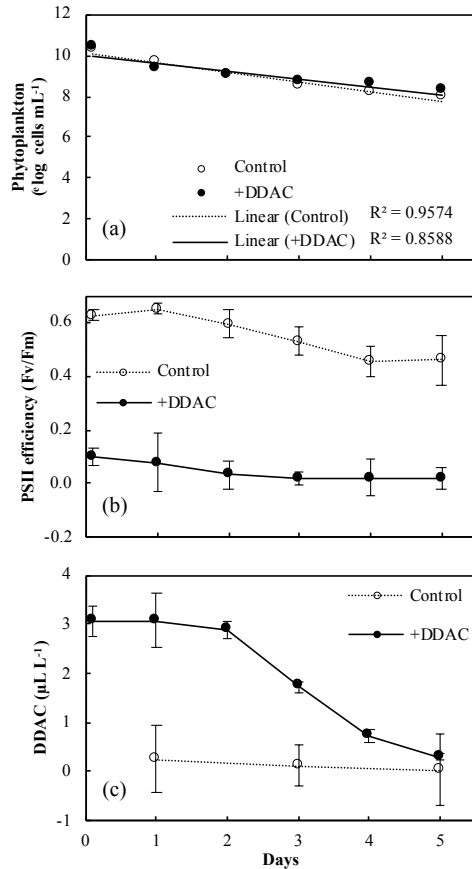 12
10
8
6
4
2
0
Phytoplankton
(ᵉlog cells mL⁻¹)
Control
+DDAC
Linear (Control) R² = 0.9574
Linear (+DDAC) R² = 0.8588
(a)
0.6
0.4
0.2
0.0
-0.2
PSII efficiency (Fv/Fm)
Control
+DDAC
(b)
4
3
2
1
0
-1
DDAC (µL L⁻¹)
Control
+DDAC
(c)
0 1 2 3 4 5
Days